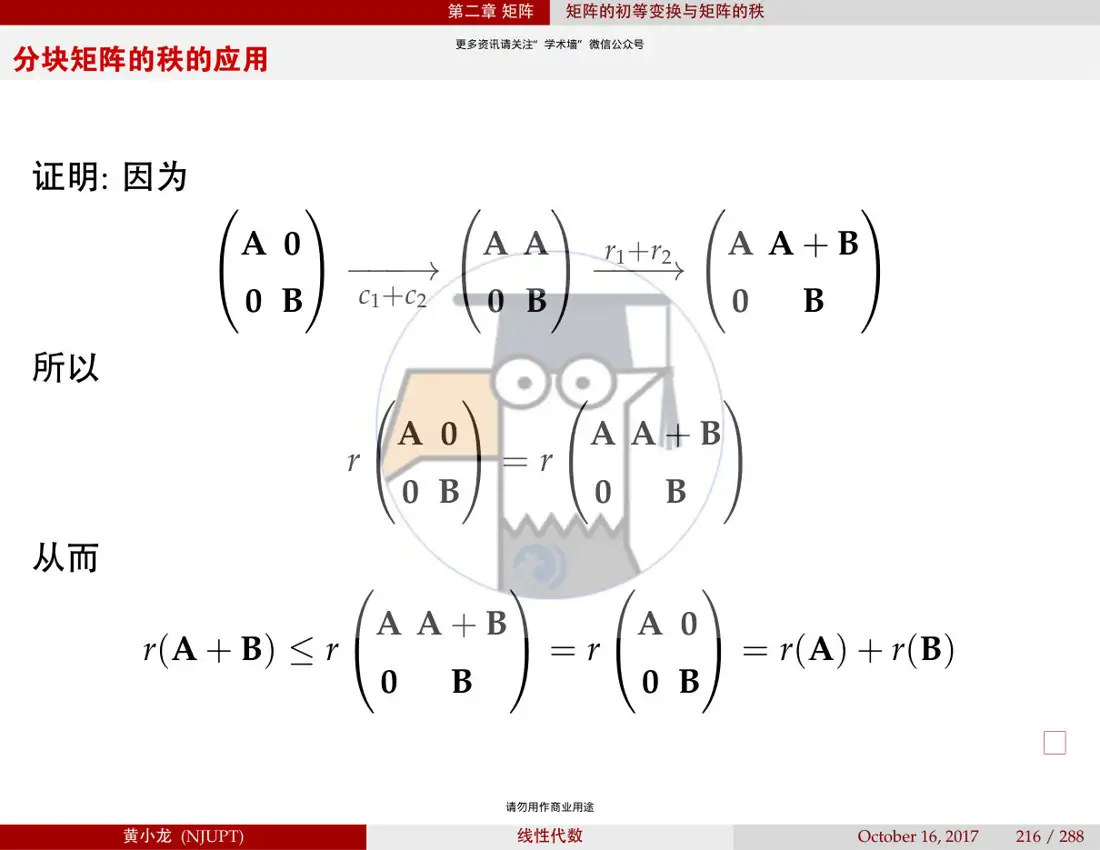 第二章 矩阵 矩阵的初等变换与矩阵的秩
更多资讯请关注“学术墙”微信公众号
分块矩阵的秩的应用
证明: 因为
(A 0; 0 B) →[c₁+c₂] (A A; 0 B) →[r₁+r₂] (A A + B; 0 B)
所以
r (A 0; 0 B) = r (A A + B; 0 B)
从而
r(A + B) ≤ r (A A + B; 0 B) = r (A 0; 0 B) = r(A) + r(B)
请勿用作商业用途
黄小龙 (NJUPT) 线性代数 October 16, 2017 216 / 288